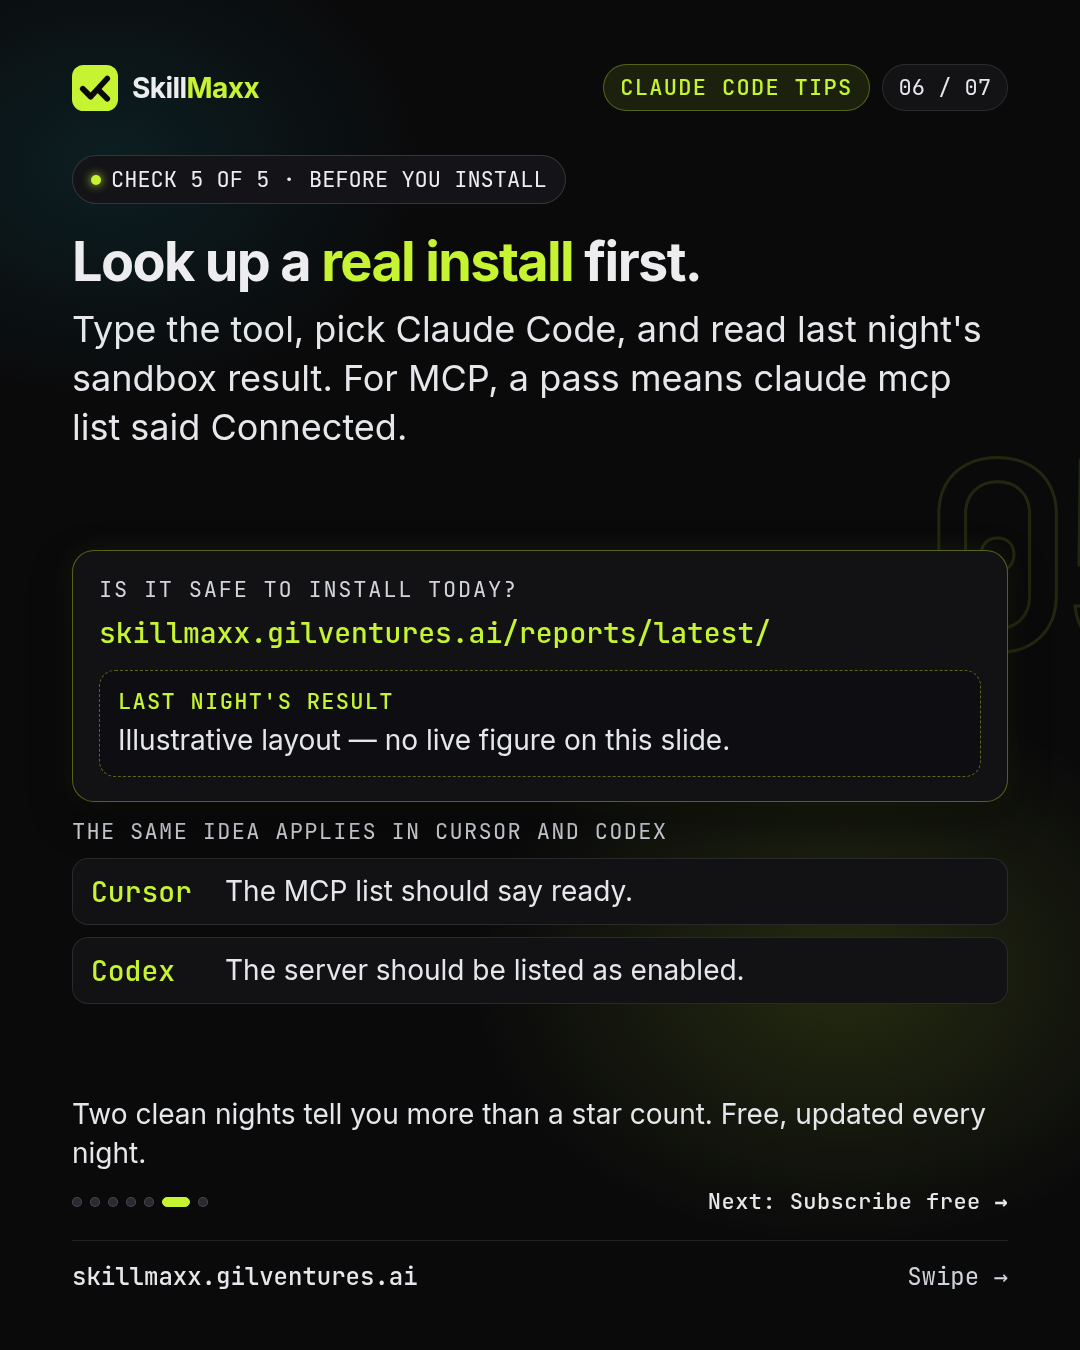 SkillMaxx
CLAUDE CODE TIPS
06 / 07
CHECK 5 OF 5 · BEFORE YOU INSTALL
Look up a real install first.
Type the tool, pick Claude Code, and read last night's
sandbox result. For MCP, a pass means claude mcp
list said Connected.
05
IS IT SAFE TO INSTALL TODAY?
skillmaxx.gilventures.ai/reports/latest/
LAST NIGHT'S RESULT
Illustrative layout — no live figure on this slide.
THE SAME IDEA APPLIES IN CURSOR AND CODEX
Cursor The MCP list should say ready.
Codex The server should be listed as enabled.
Two clean nights tell you more than a star count. Free, updated every
night.
Next: Subscribe free →
skillmaxx.gilventures.ai
Swipe →